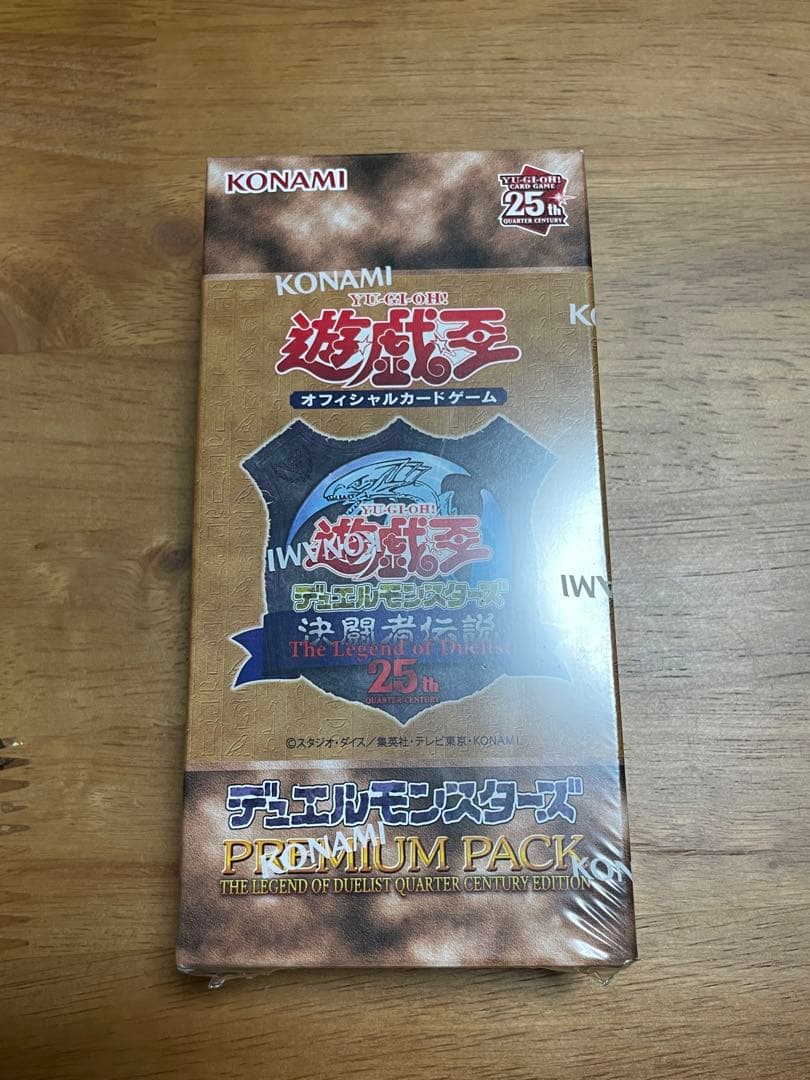 KONAMI
YU-GI-OH!
CARD GAME
25th
QUARTER CENTURY
KONAMI
YU-GI-OH!
遊戯王
オフィシャルカードゲーム
YU-GI-OH!
遊戯王
KONAMI
デュエルモンスターズ
決闘者伝説
The Legend of Duelist
25th
QUARTER CENTURY
©スタジオ・ダイス/集英社・テレビ東京・KONAMI
デュエルモンスターズ
KONAMI
PREMIUM PACK
THE LEGEND OF DUELIST QUARTER CENTURY EDITION